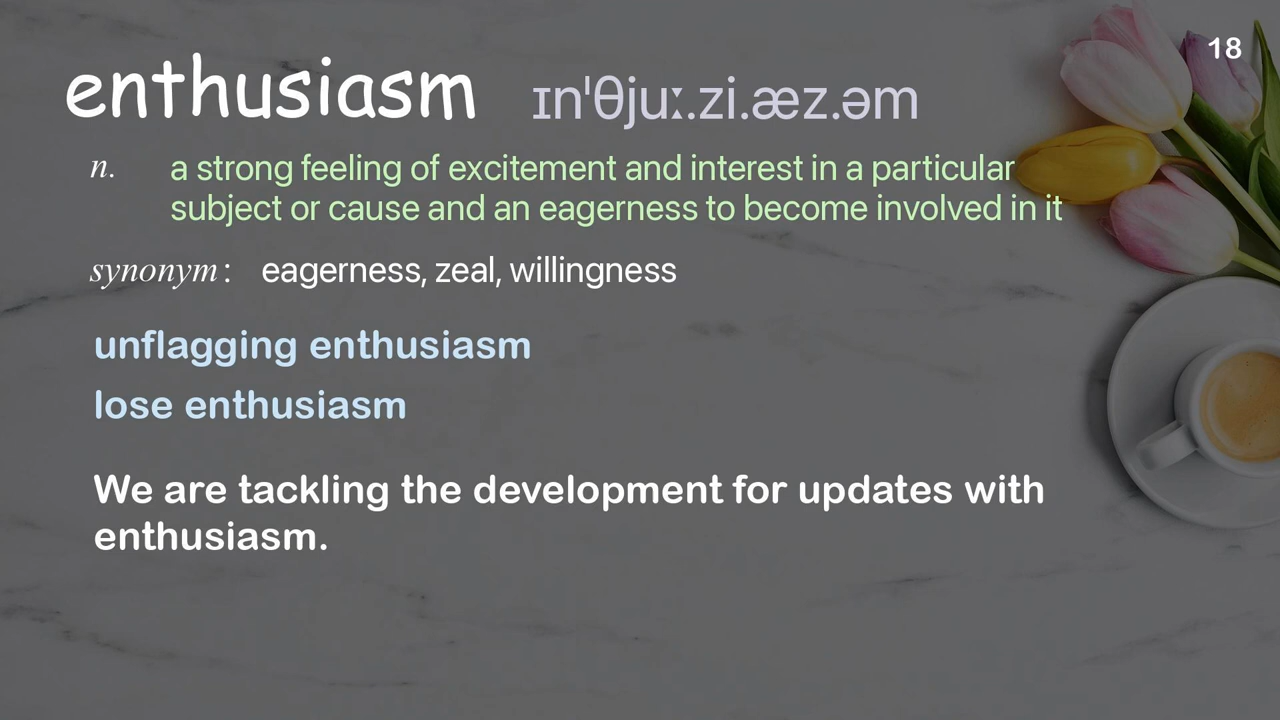 18
enthusiasm ɪnˈθjuː.zi.æz.əm
n. a strong feeling of excitement and interest in a particular
subject or cause and an eagerness to become involved in it
synonym: eagerness, zeal, willingness
unflagging enthusiasm
lose enthusiasm
We are tackling the development for updates with
enthusiasm.